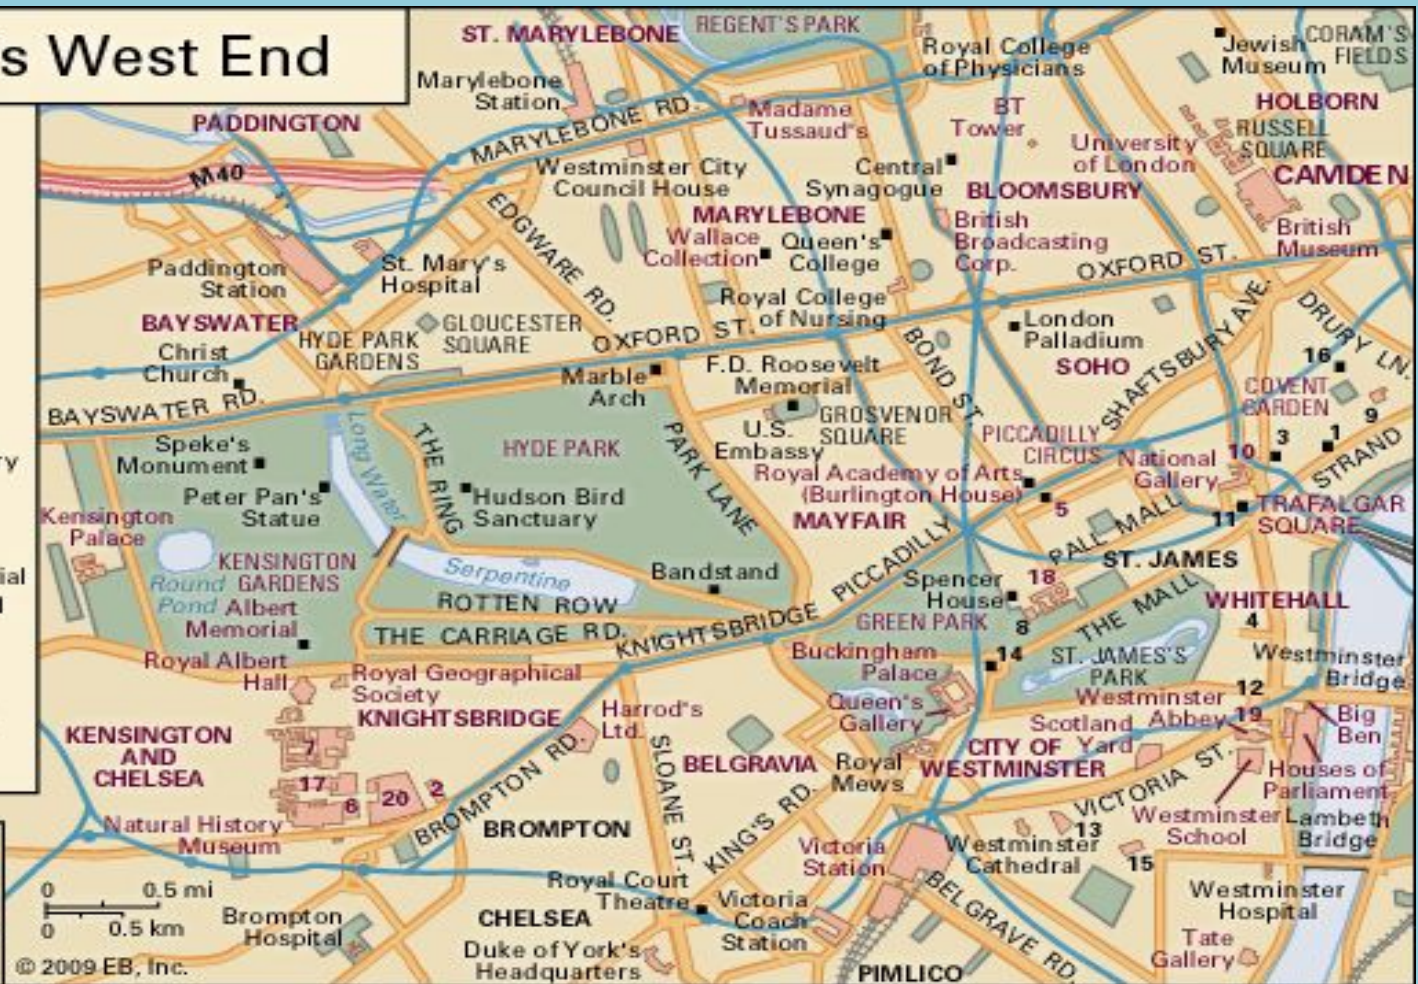 s West End
ST. MARYLEBONE
REGENT'S PARK
Royal College
of Physicians
Jewish
Museum
CORAM'S
FIELDS
Marylebone
Station
PADDINGTON
MARYLEBONE RD.
Madame
Tussaud's
BT
Tower
HOLBORN
RUSSELL
SQUARE
University
of London
M40
Westminster City
Council House
Central
Synagogue
BLOOMSBURY
CAMDEN
EDGWARE RD.
MARYLEBONE
Wallace
Collection
Queen's
College
British
Broadcasting
Corp.
British
Museum
OXFORD ST.
Paddington
Station
St. Mary's
Hospital
Royal College
of Nursing
DRURY LN.
BAYSWATER
HYDE PARK
GARDENS
GLOUCESTER
SQUARE
OXFORD ST.
BOND ST.
London
Palladium
SOHO
SHAFTSBURY AVE.
16
Christ
Church
Marble
Arch
F.D. Roosevelt
Memorial
COVENT
GARDEN
9
BAYSWATER RD.
U.S.
Embassy
GROSVENOR
SQUARE
PICCADILLY
CIRCUS
National
Gallery
10
3
1
STRAND
Speke's
Monument
Long Water
THE RING
HYDE PARK
PARK LANE
ry
Peter Pan's
Statue
Hudson Bird
Sanctuary
Royal Academy of Arts
(Burlington House)
5
MAYFAIR
PALL MALL
11
TRAFALGAR
SQUARE
Kensington
Palace
KENSINGTON
GARDENS
Round
Pond
Serpentine
Bandstand
PICCADILLY
ST. JAMES
ial
Albert
Memorial
ROTTEN ROW
Spencer
House
18
8
THE MALL
WHITEHALL
4
THE CARRIAGE RD.
KNIGHTSBRIDGE
GREEN PARK
14
ST. JAMES'S
PARK
Westminster
Bridge
Royal Albert
Hall
Royal Geographical
Society
Buckingham
Palace
Queen's
Gallery
Westminster
Abbey
12
19
KNIGHTSBRIDGE
Harrod's
Ltd.
Scotland
Yard
Big
Ben
KENSINGTON
AND
CHELSEA
7
17
6
20
2
BROMPTON RD.
SLOANE ST.
BELGRAVIA
Royal
Mews
CITY OF
WESTMINSTER
VICTORIA ST.
Houses of
Parliament
Natural History
Museum
BROMPTON
KING'S RD.
Victoria
Station
Westminster
Cathedral
13
15
Westminster
School
Lambeth
Bridge
0 0.5 mi
0 0.5 km
Brompton
Hospital
Royal Court
Theatre
CHELSEA
Victoria
Coach
Station
BELGRAVE RD.
Westminster
Hospital
Duke of York's
Headquarters
PIMLICO
Tate
Gallery
© 2009 EB, Inc.